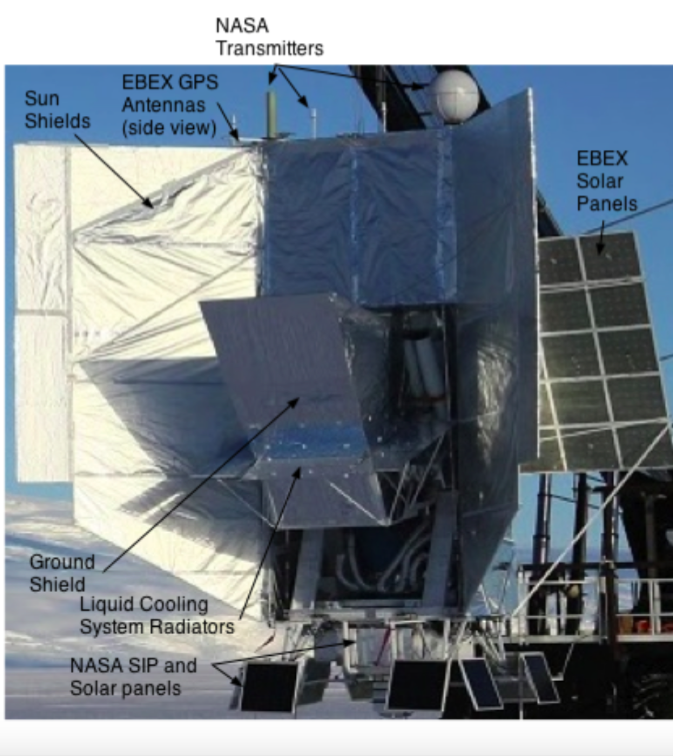 NASA
Transmitters
EBEX GPS
Antennas
(side view)
Sun
Shields
EBEX
Solar
Panels
Ground
Shield
Liquid Cooling
System Radiators
NASA SIP and
Solar panels